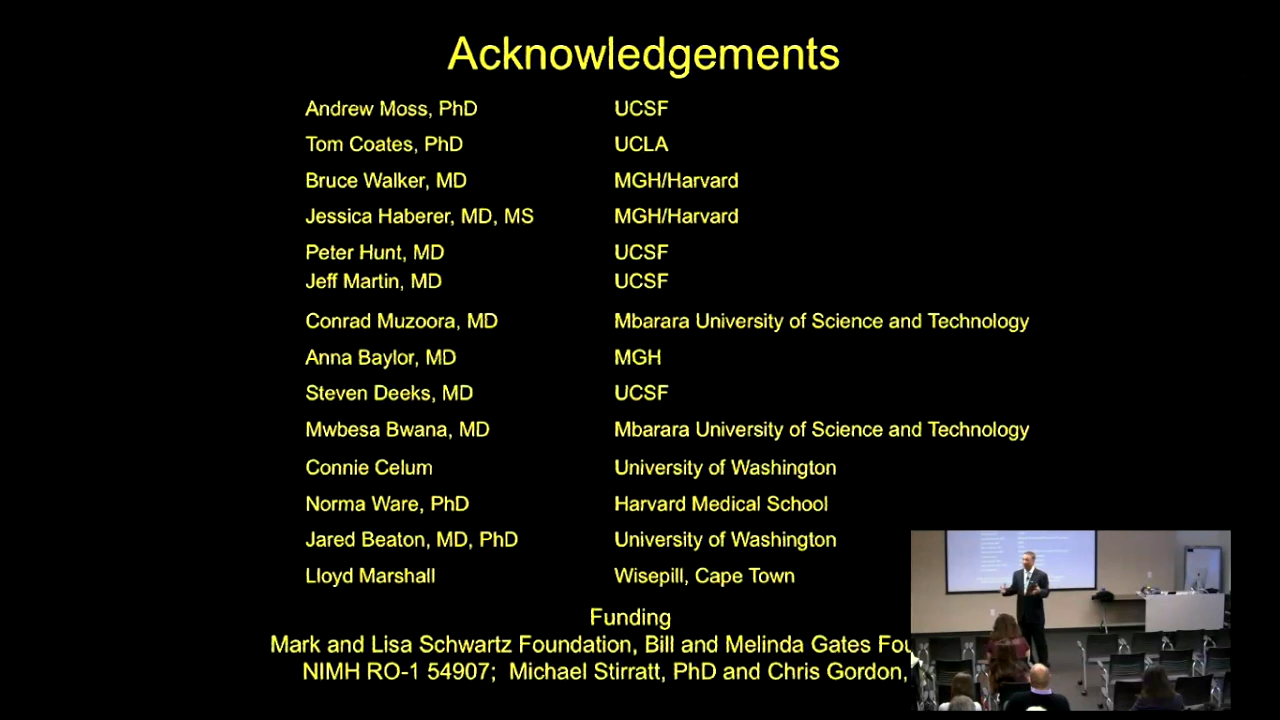 Acknowledgements
Andrew Moss, PhD UCSF
Tom Coates, PhD UCLA
Bruce Walker, MD MGH/Harvard
Jessica Haberer, MD, MS MGH/Harvard
Peter Hunt, MD UCSF
Jeff Martin, MD UCSF
Conrad Muzoora, MD Mbarara University of Science and Technology
Anna Baylor, MD MGH
Steven Deeks, MD UCSF
Mwbesa Bwana, MD Mbarara University of Science and Technology
Connie Celum University of Washington
Norma Ware, PhD Harvard Medical School
Jared Beaton, MD, PhD University of Washington
Lloyd Marshall Wisepill, Cape Town
Funding
Mark and Lisa Schwartz Foundation, Bill and Melinda Gates
NIMH RO-1 54907; Michael Stirratt, PhD and Chris Gordon,